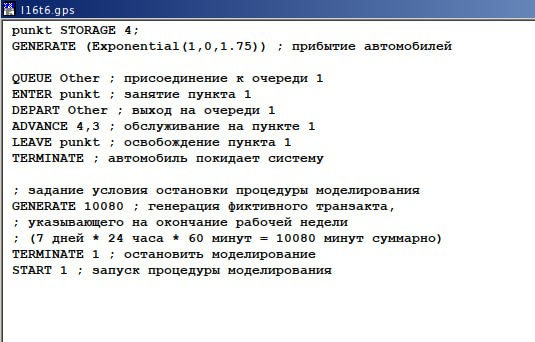 l16t6.gps
punkt STORAGE 4;
GENERATE (Exponential(1,0,1.75)) ; прибытие автомобилей
QUEUE Other ; присоединение к очереди 1
ENTER punkt ; занятие пункта 1
DEPART Other ; выход на очереди 1
ADVANCE 4,3 ; обслуживание на пункте 1
LEAVE punkt ; освобождение пункта 1
TERMINATE ; автомобиль покидает систему
; задание условия остановки процедуры моделирования
GENERATE 10080 ; генерация фиктивного транзакта,
; указывающего на окончание рабочей недели
; (7 дней * 24 часа * 60 минут = 10080 минут суммарно)
TERMINATE 1 ; остановить моделирование
START 1 ; запуск процедуры моделирования